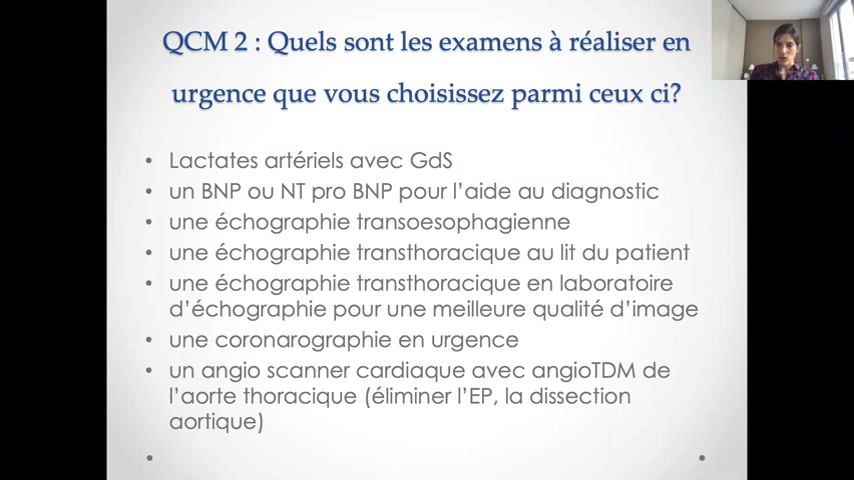 QCM 2 : Quels sont les examens à réaliser en
urgence que vous choisissez parmi ceux ci?
• Lactates artériels avec GdS
• un BNP ou NT pro BNP pour l'aide au diagnostic
• une échographie transoesophagienne
• une échographie transthoracique au lit du patient
• une échographie transthoracique en laboratoire
d'échographie pour une meilleure qualité d'image
• une coronarographie en urgence
• un angio scanner cardiaque avec angioTDM de
l'aorte thoracique (éliminer l'EP, la dissection
aortique)